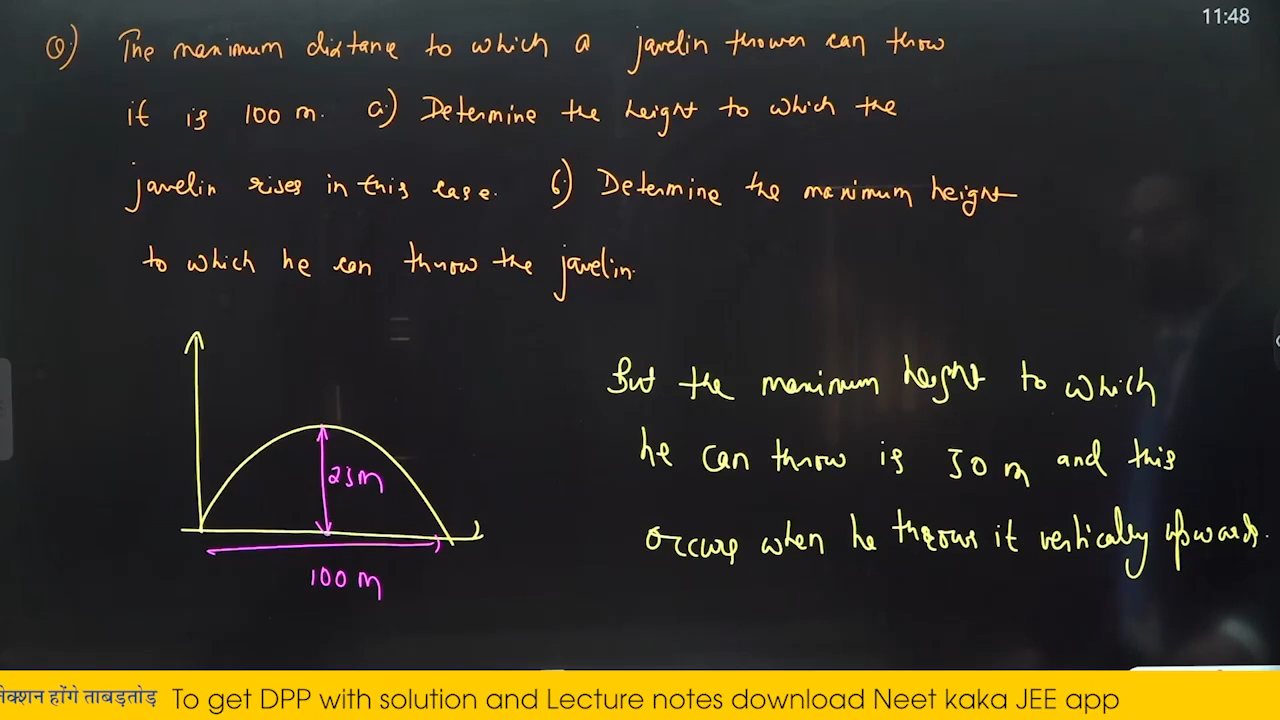 11:48
Q) The maximum distance to which a javelin thrower can throw
it is 100 m. a) Determine the height to which the
javelin rises in this case. b) Determine the maximum height
to which he can throw the javelin.
But the maximum height to which
he can throw is 50 m and this
occurs when he throws it vertically upwards.
25m
100 m
ेक्शन होंगे ताबड़तोड़ To get DPP with solution and Lecture notes download Neet kaka JEE app